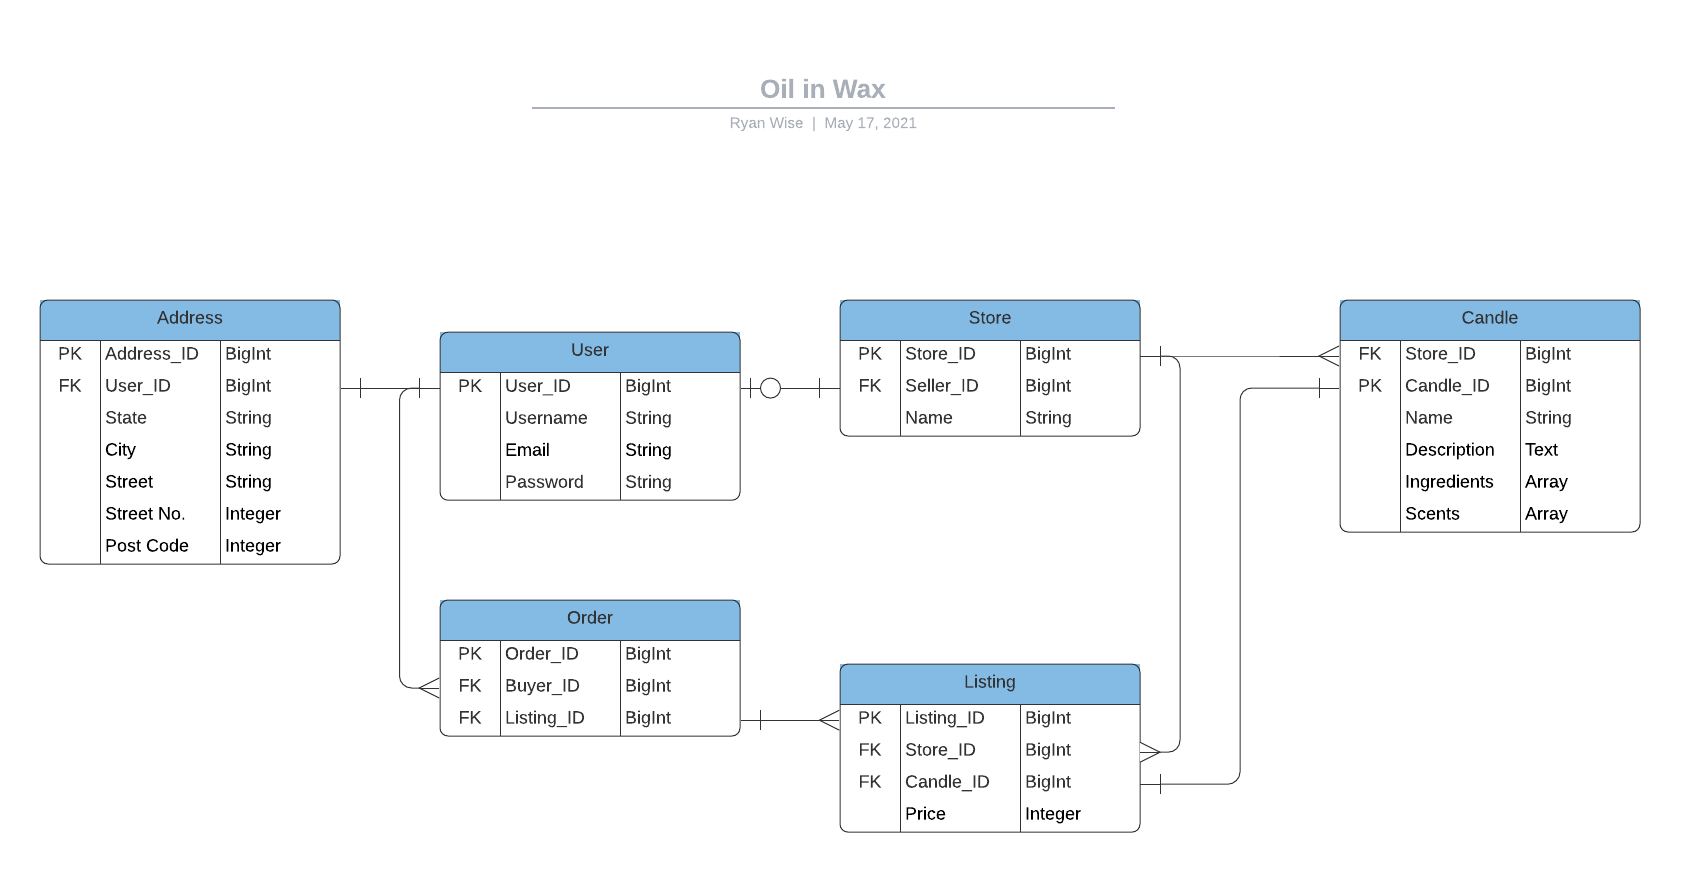 Oil in Wax
Ryan Wise | May 17, 2021
Address
PK Address_ID BigInt
FK User_ID BigInt
State String
City String
Street String
Street No. Integer
Post Code Integer
User
PK User_ID BigInt
Username String
Email String
Password String
Store
PK Store_ID BigInt
FK Seller_ID BigInt
Name String
Candle
FK Store_ID BigInt
PK Candle_ID BigInt
Name String
Description Text
Ingredients Array
Scents Array
Order
PK Order_ID BigInt
FK Buyer_ID BigInt
FK Listing_ID BigInt
Listing
PK Listing_ID BigInt
FK Store_ID BigInt
FK Candle_ID BigInt
Price Integer